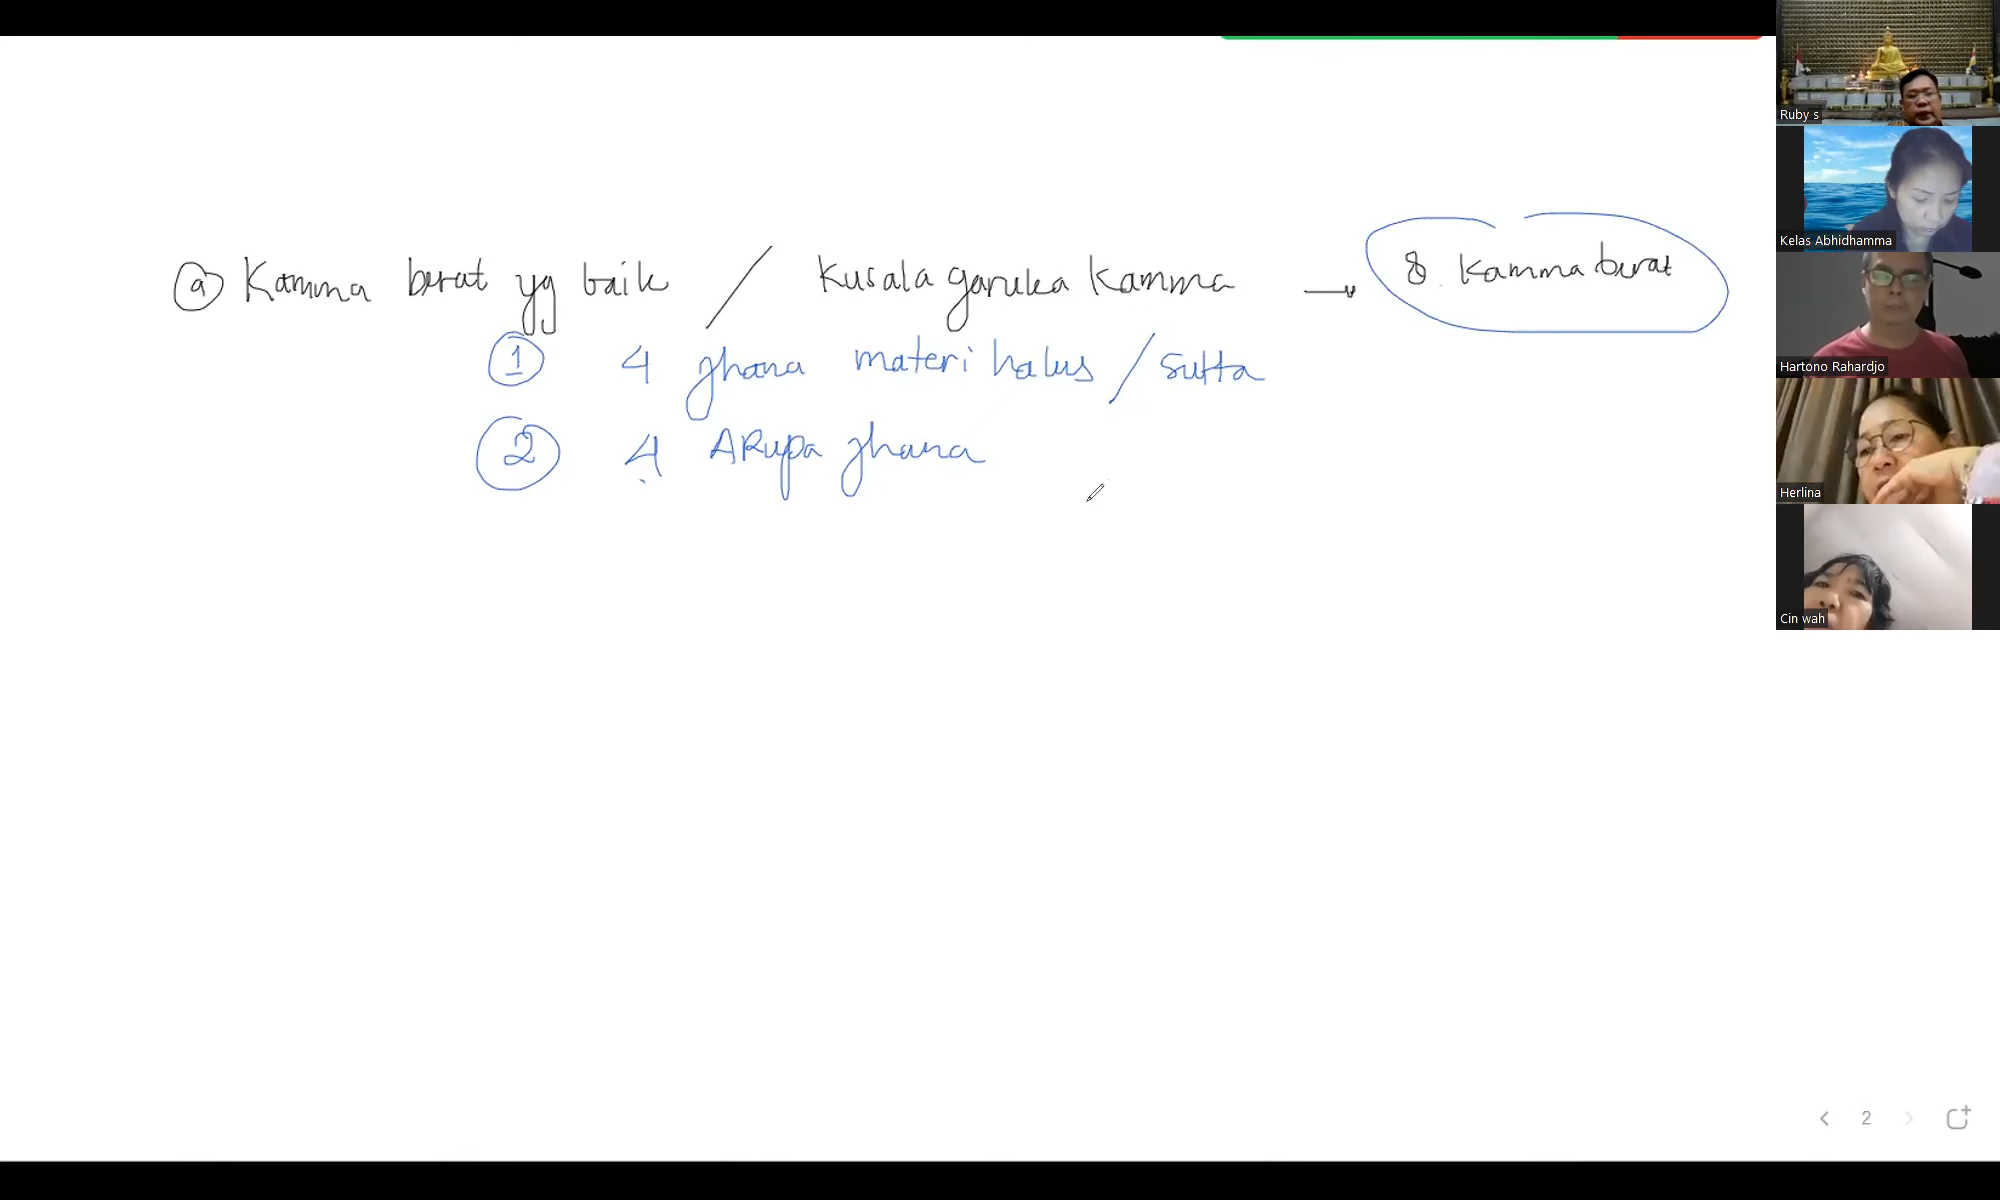 Ruby s
Kelas Abhidhamma
(a) Kamma berat yg baik / Kusala garuka Kamma → 8. Kamma berat
Hartono Rahardjo
(1) 4 jhana materi halus / Sutta
(2) 4 ARupa jhana
Herlina
Cin wah
2